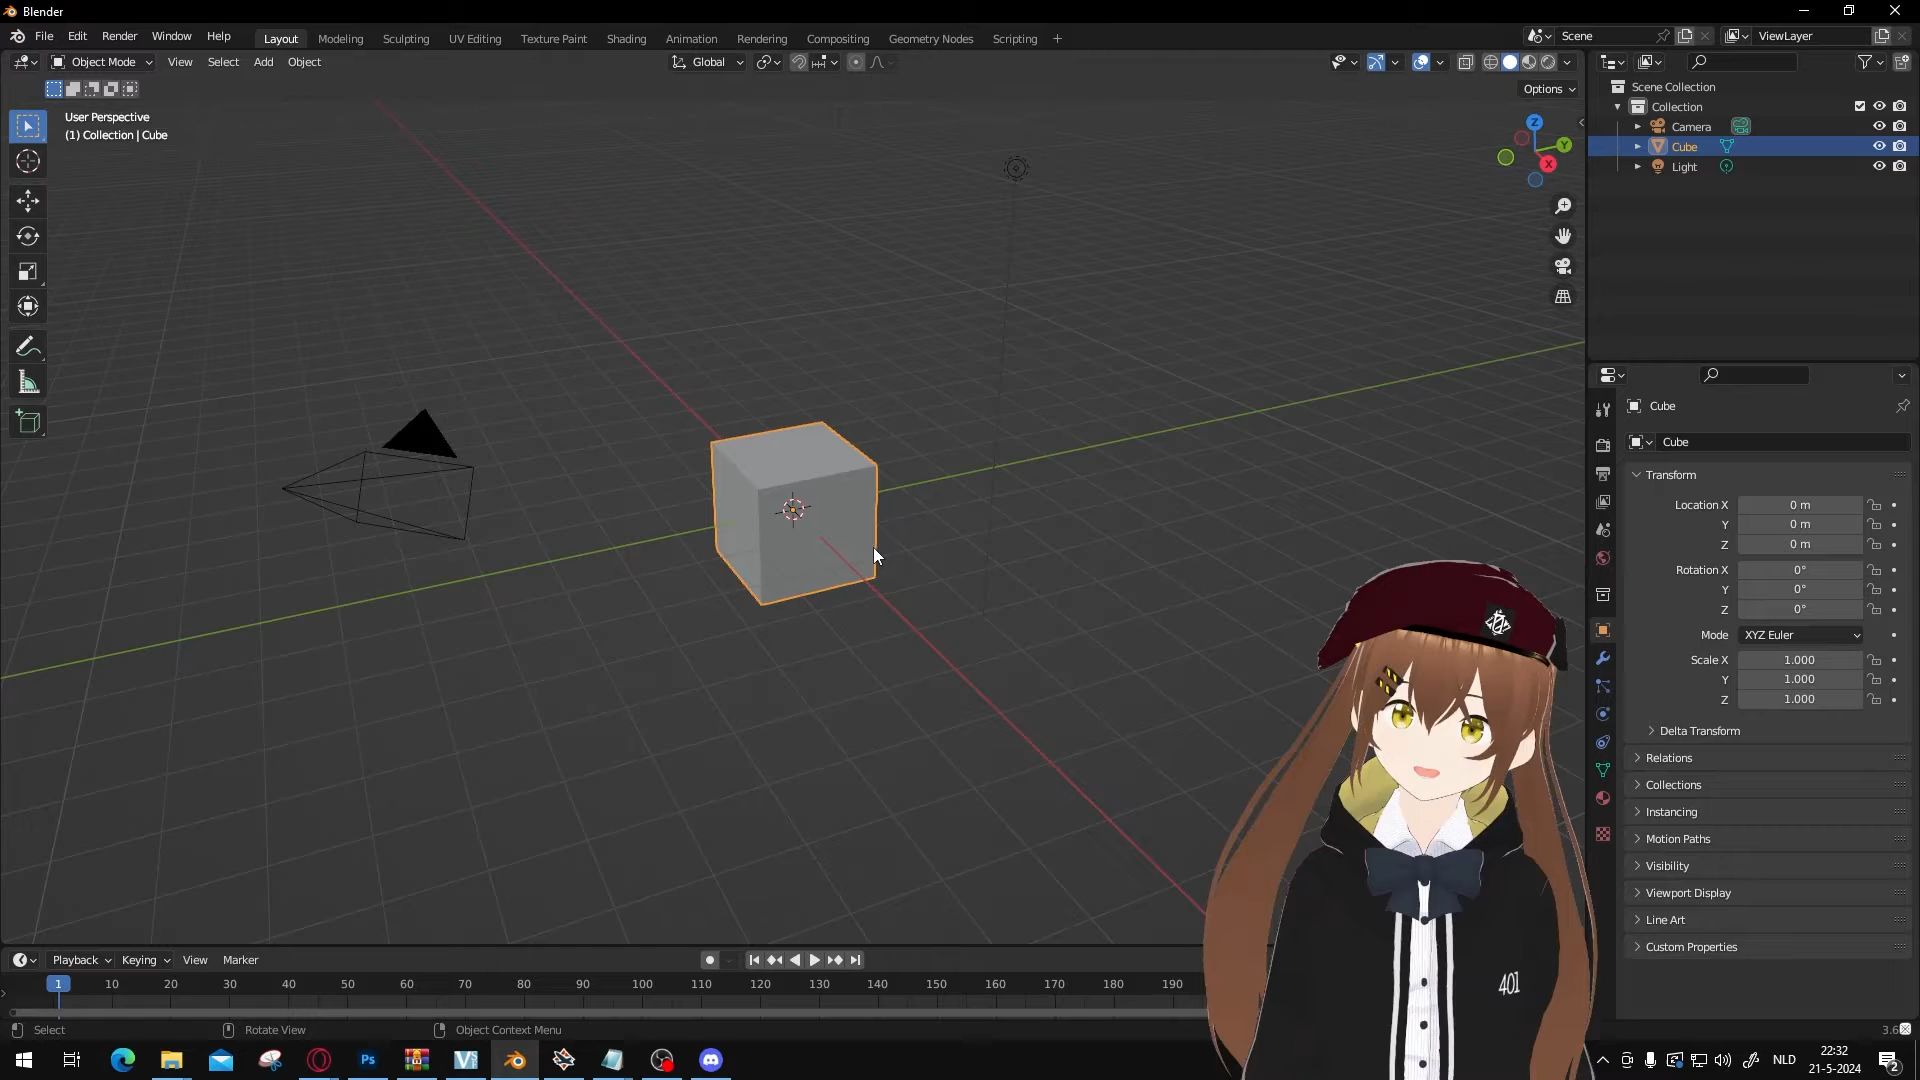 Blender
File Edit Render Window Help
Layout Modeling Sculpting UV Editing Texture Paint Shading Animation Rendering Compositing Geometry Nodes Scripting +
Scene
ViewLayer
Object Mode View Select Add Object
Global
Options
User Perspective
(1) Collection | Cube
Z
Y
X
Scene Collection
Collection
Camera
Cube
Light
Cube
Cube
Transform
Location X 0 m
Y 0 m
Z 0 m
Rotation X 0°
Y 0°
Z 0°
Mode XYZ Euler
Scale X 1.000
Y 1.000
Z 1.000
Delta Transform
Relations
Collections
Instancing
Motion Paths
Visibility
Viewport Display
Line Art
Custom Properties
401
Playback Keying View Marker
1 10 20 30 40 50 60 70 80 90 100 110 120 130 140 150 160 170 180 190
Select Rotate View Object Context Menu
3.6
Ps
NLD
22:32
21-5-2024
2